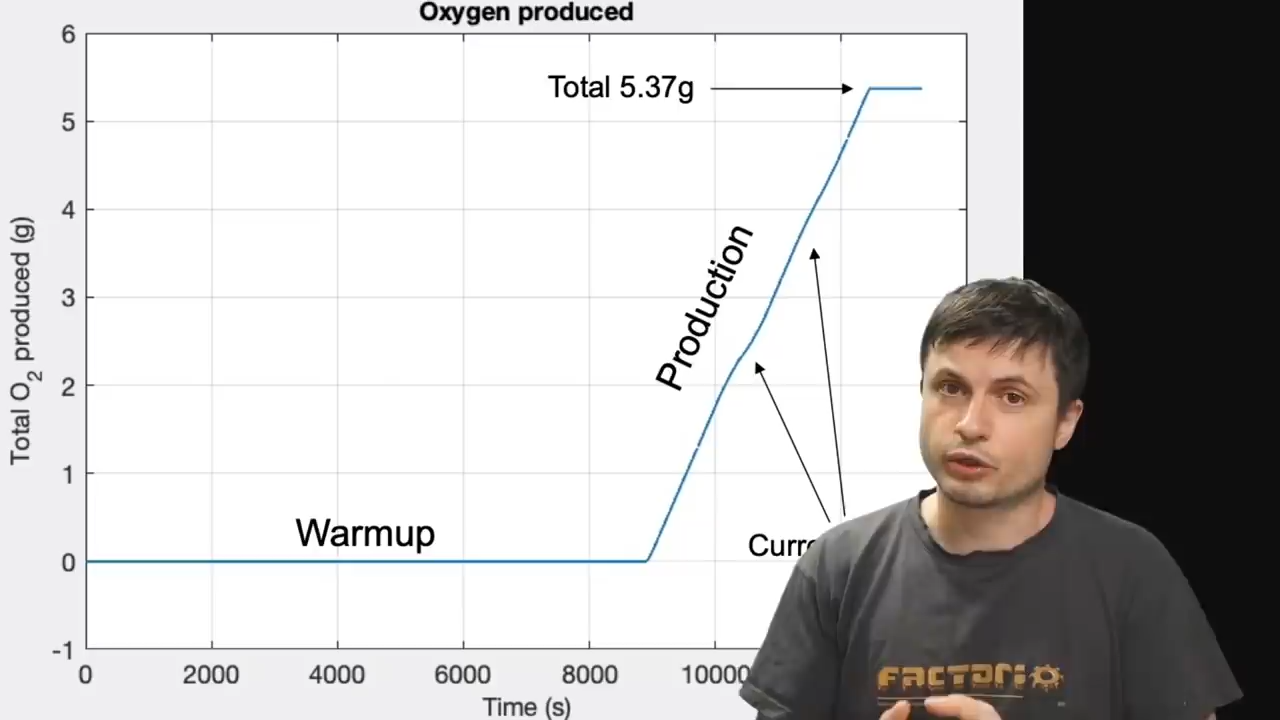 Oxygen produced
6
5
4
3
2
1
0
-1
Total O2 produced (g)
Total 5.37g
Production
Warmup
0 2000 4000 6000 8000 10000
Time (s)
FACTORIO